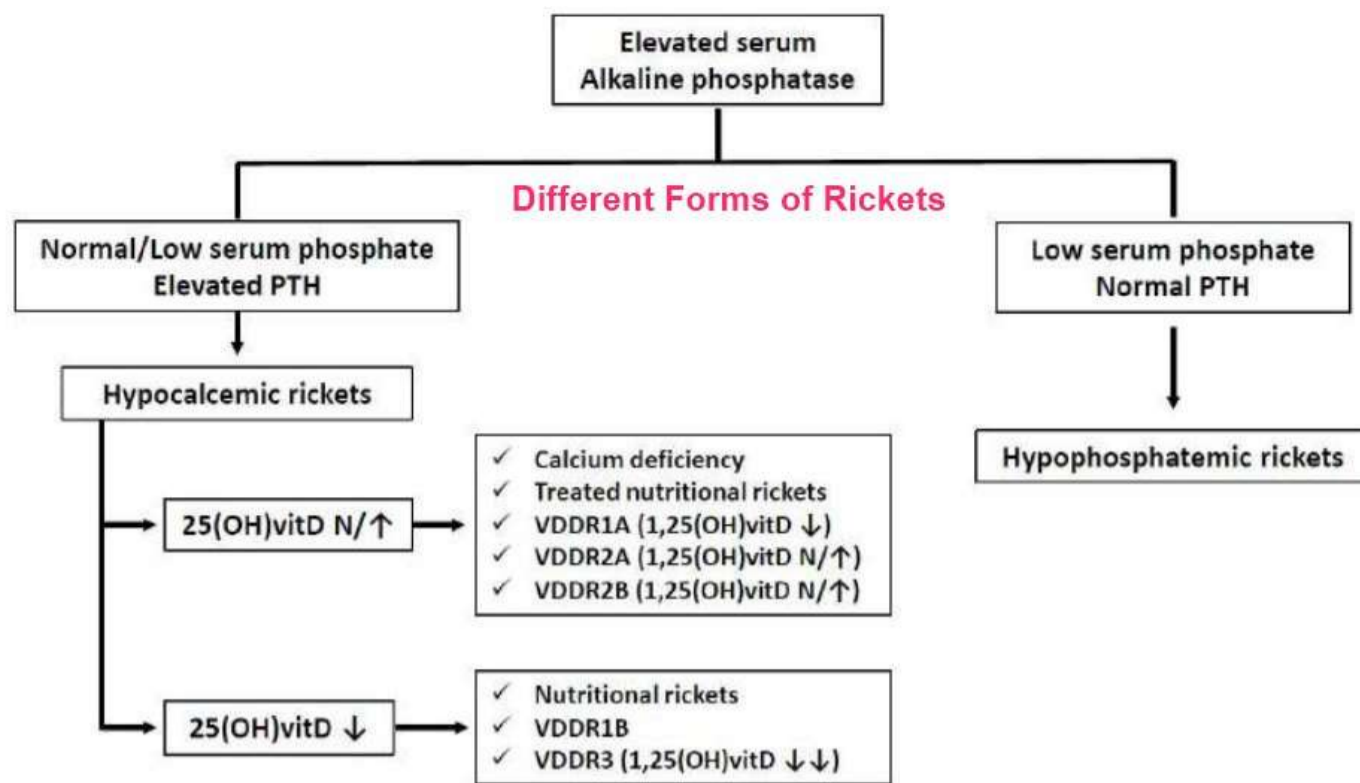 Elevated serum
Alkaline phosphatase
Different Forms of Rickets
Normal/Low serum phosphate
Elevated PTH
Low serum phosphate
Normal PTH
Hypocalcemic rickets
Hypophosphatemic rickets
25(OH)vitD N/↑
✓ Calcium deficiency
✓ Treated nutritional rickets
✓ VDDR1A (1,25(OH)vitD ↓)
✓ VDDR2A (1,25(OH)vitD N/↑)
✓ VDDR2B (1,25(OH)vitD N/↑)
25(OH)vitD ↓
✓ Nutritional rickets
✓ VDDR1B
✓ VDDR3 (1,25(OH)vitD ↓↓)